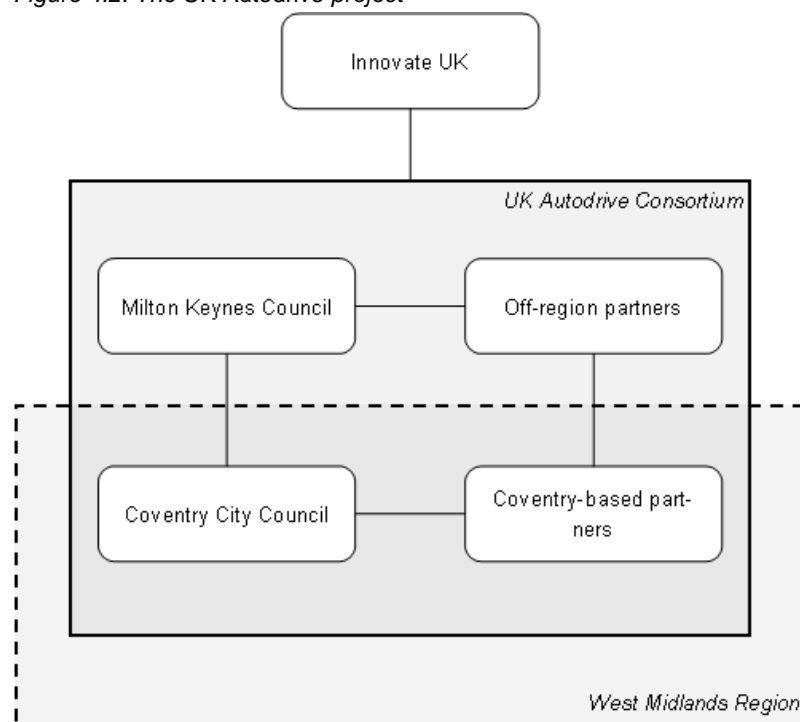 Figure 4.2: The UK Autodrive project
Innovate UK
UK Autodrive Consortium
Milton Keynes Council
Off-region partners
Coventry City Council
Coventry-based part-
ners
West Midlands Region